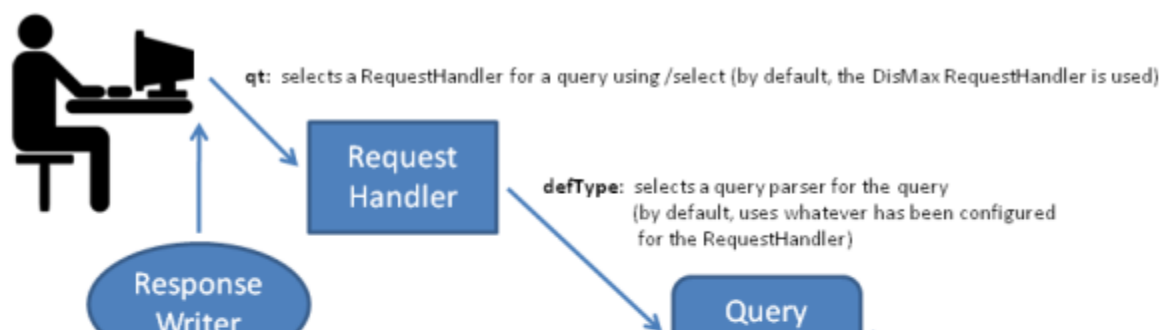 qt: selects a RequestHandler for a query using /select (by default, the DisMax RequestHandler is used)
Request
Handler
defType: selects a query parser for the query
(by default, uses whatever has been configured
for the RequestHandler)
Response
Writer
Query